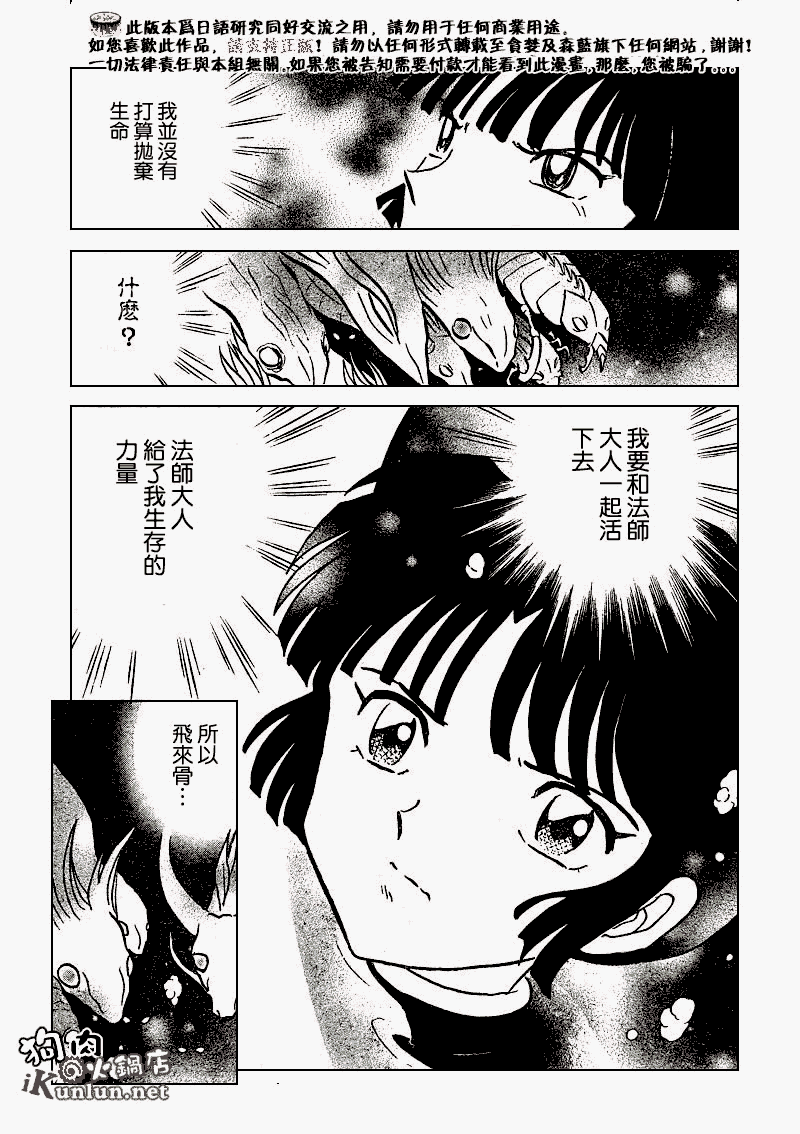 此版本爲日語研究同好交流之用，請勿用于任何商業用途。
如您喜歡此作品，請支持正版！請勿以任何形式轉載至貪婪及森藍旗下任何網站，謝謝！
一切法律責任與本組無關。如果您被告知需要付款才能看到此漫畫，那麼，您被騙了...
我並沒有
打算拋棄
生命
什麼？
我要和法師
大人一起活
下去
法師大人
給了我生存的
力量
所以
飛來骨…
狗肉
@火鍋店
iKunlun.net